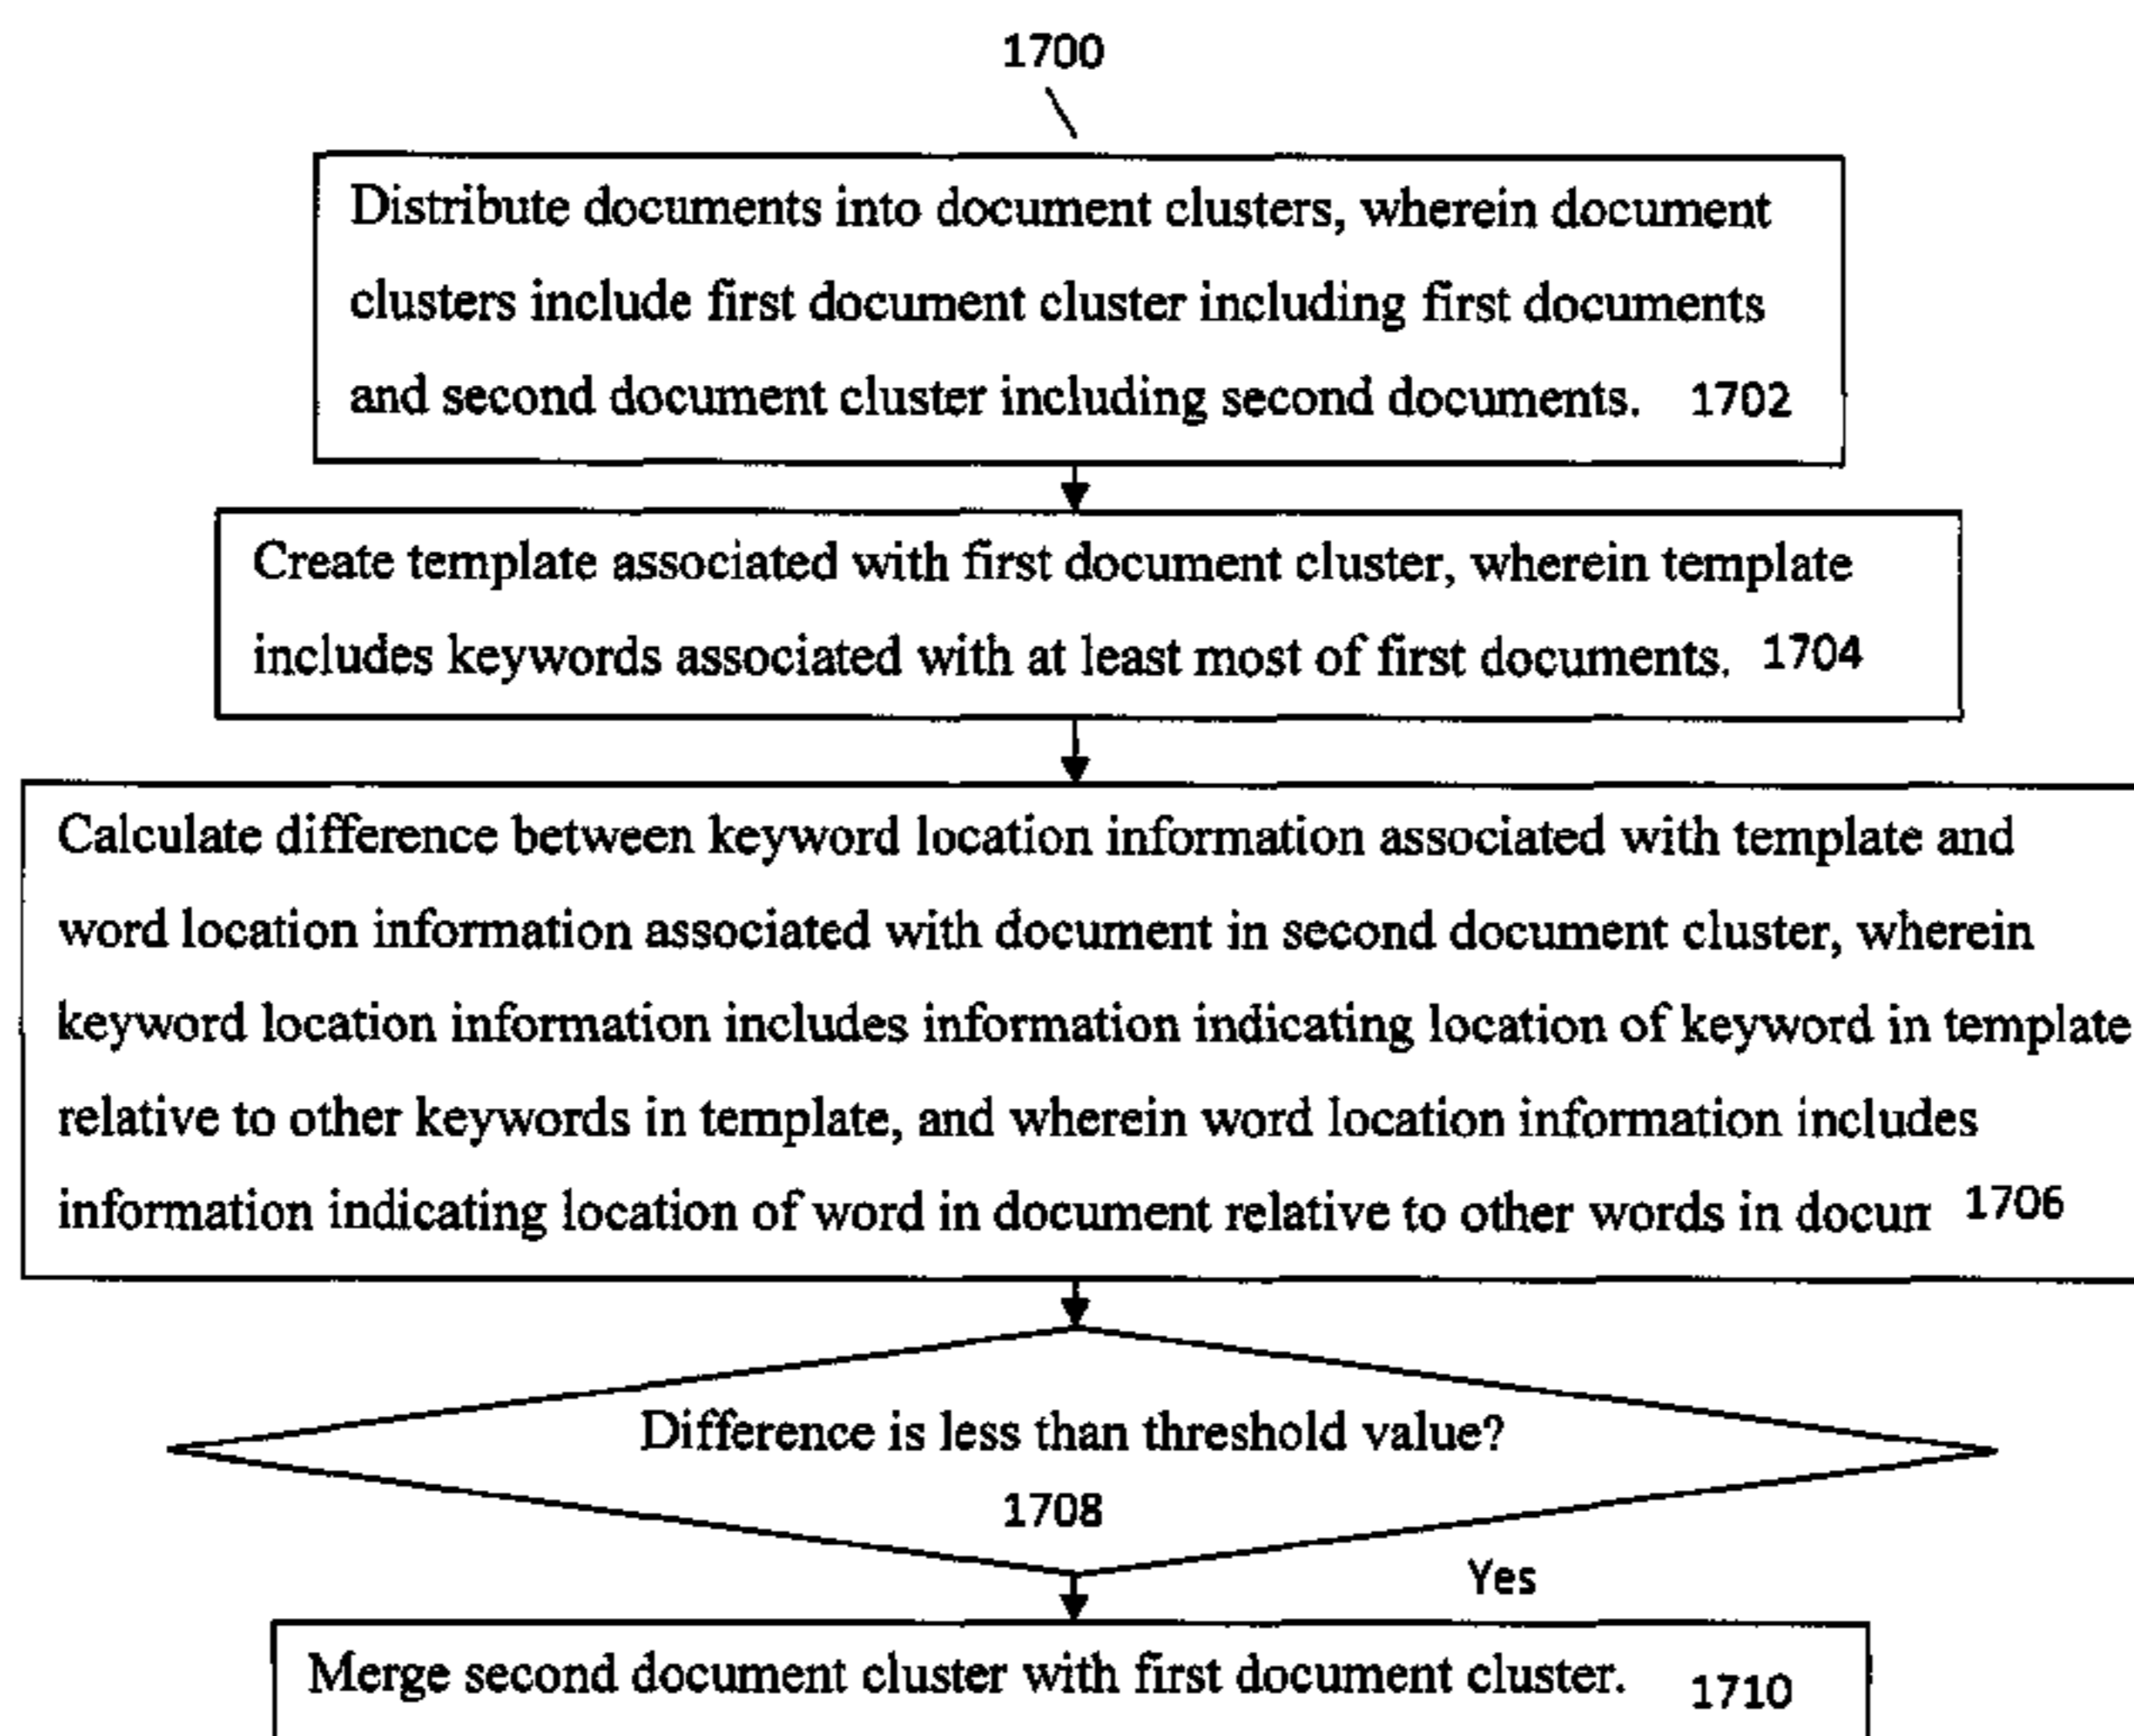 1700
Distribute documents into document clusters, wherein document
clusters include first document cluster including first documents
and second document cluster including second documents. 1702
Create template associated with first document cluster, wherein template
includes keywords associated with at least most of first documents. 1704
Calculate difference between keyword location information associated with template and
word location information associated with document in second document cluster, wherein
keyword location information includes information indicating location of keyword in template
relative to other keywords in template, and wherein word location information includes
information indicating location of word in document relative to other words in 1706
Difference is less than threshold value?
1708
Yes
Merge second document cluster with first document cluster. 1710